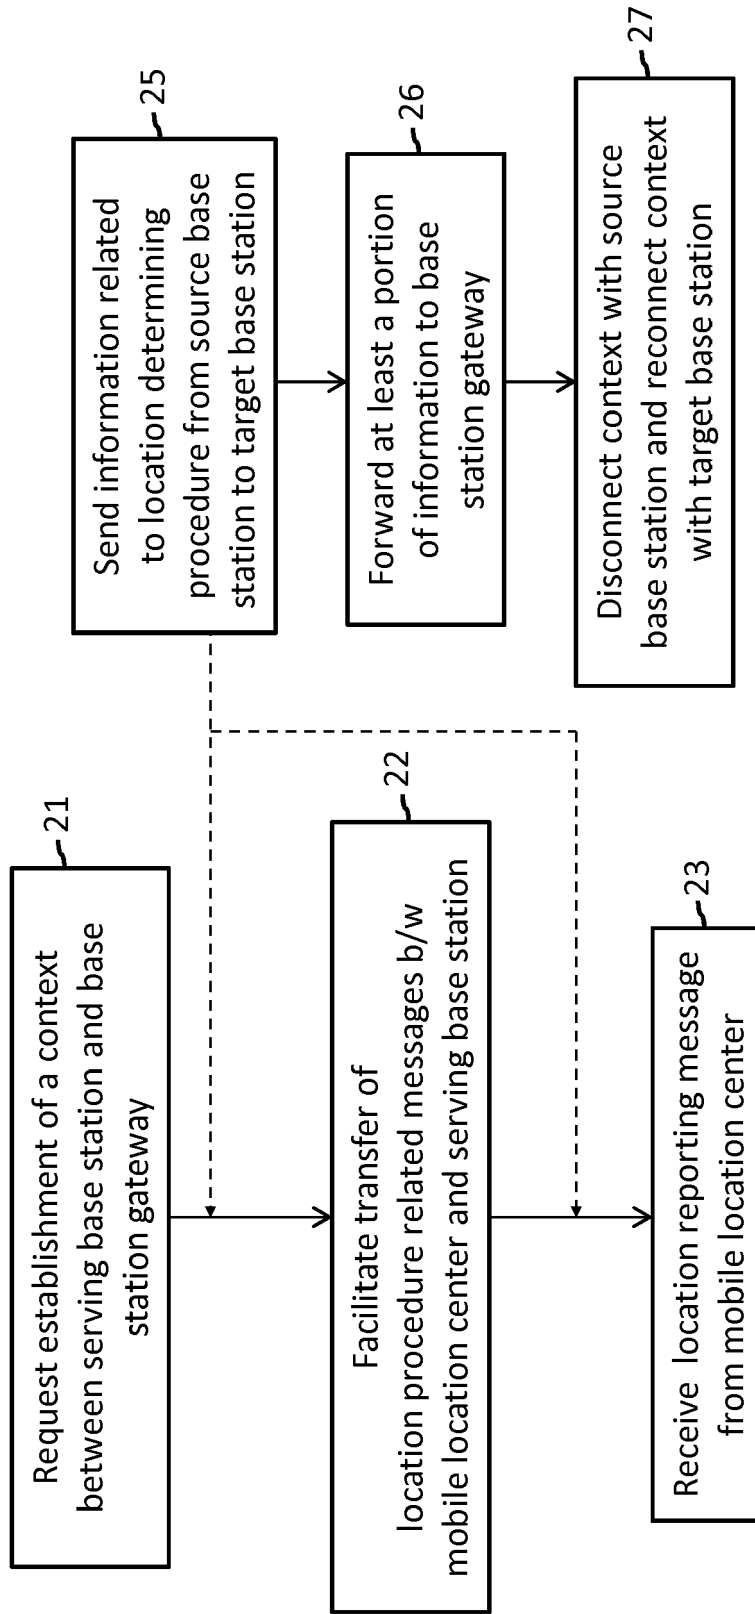 Request establishment of a context
between serving base station and base
station gateway
21
Facilitate transfer of
location procedure related messages b/w
mobile location center and serving base station
22
Receive location reporting message
from mobile location center
23
Send information related
to location determining
procedure from source base
station to target base station
25
Forward at least a portion
of information to base
station gateway
26
Disconnect context with source
base station and reconnect context
with target base station
27